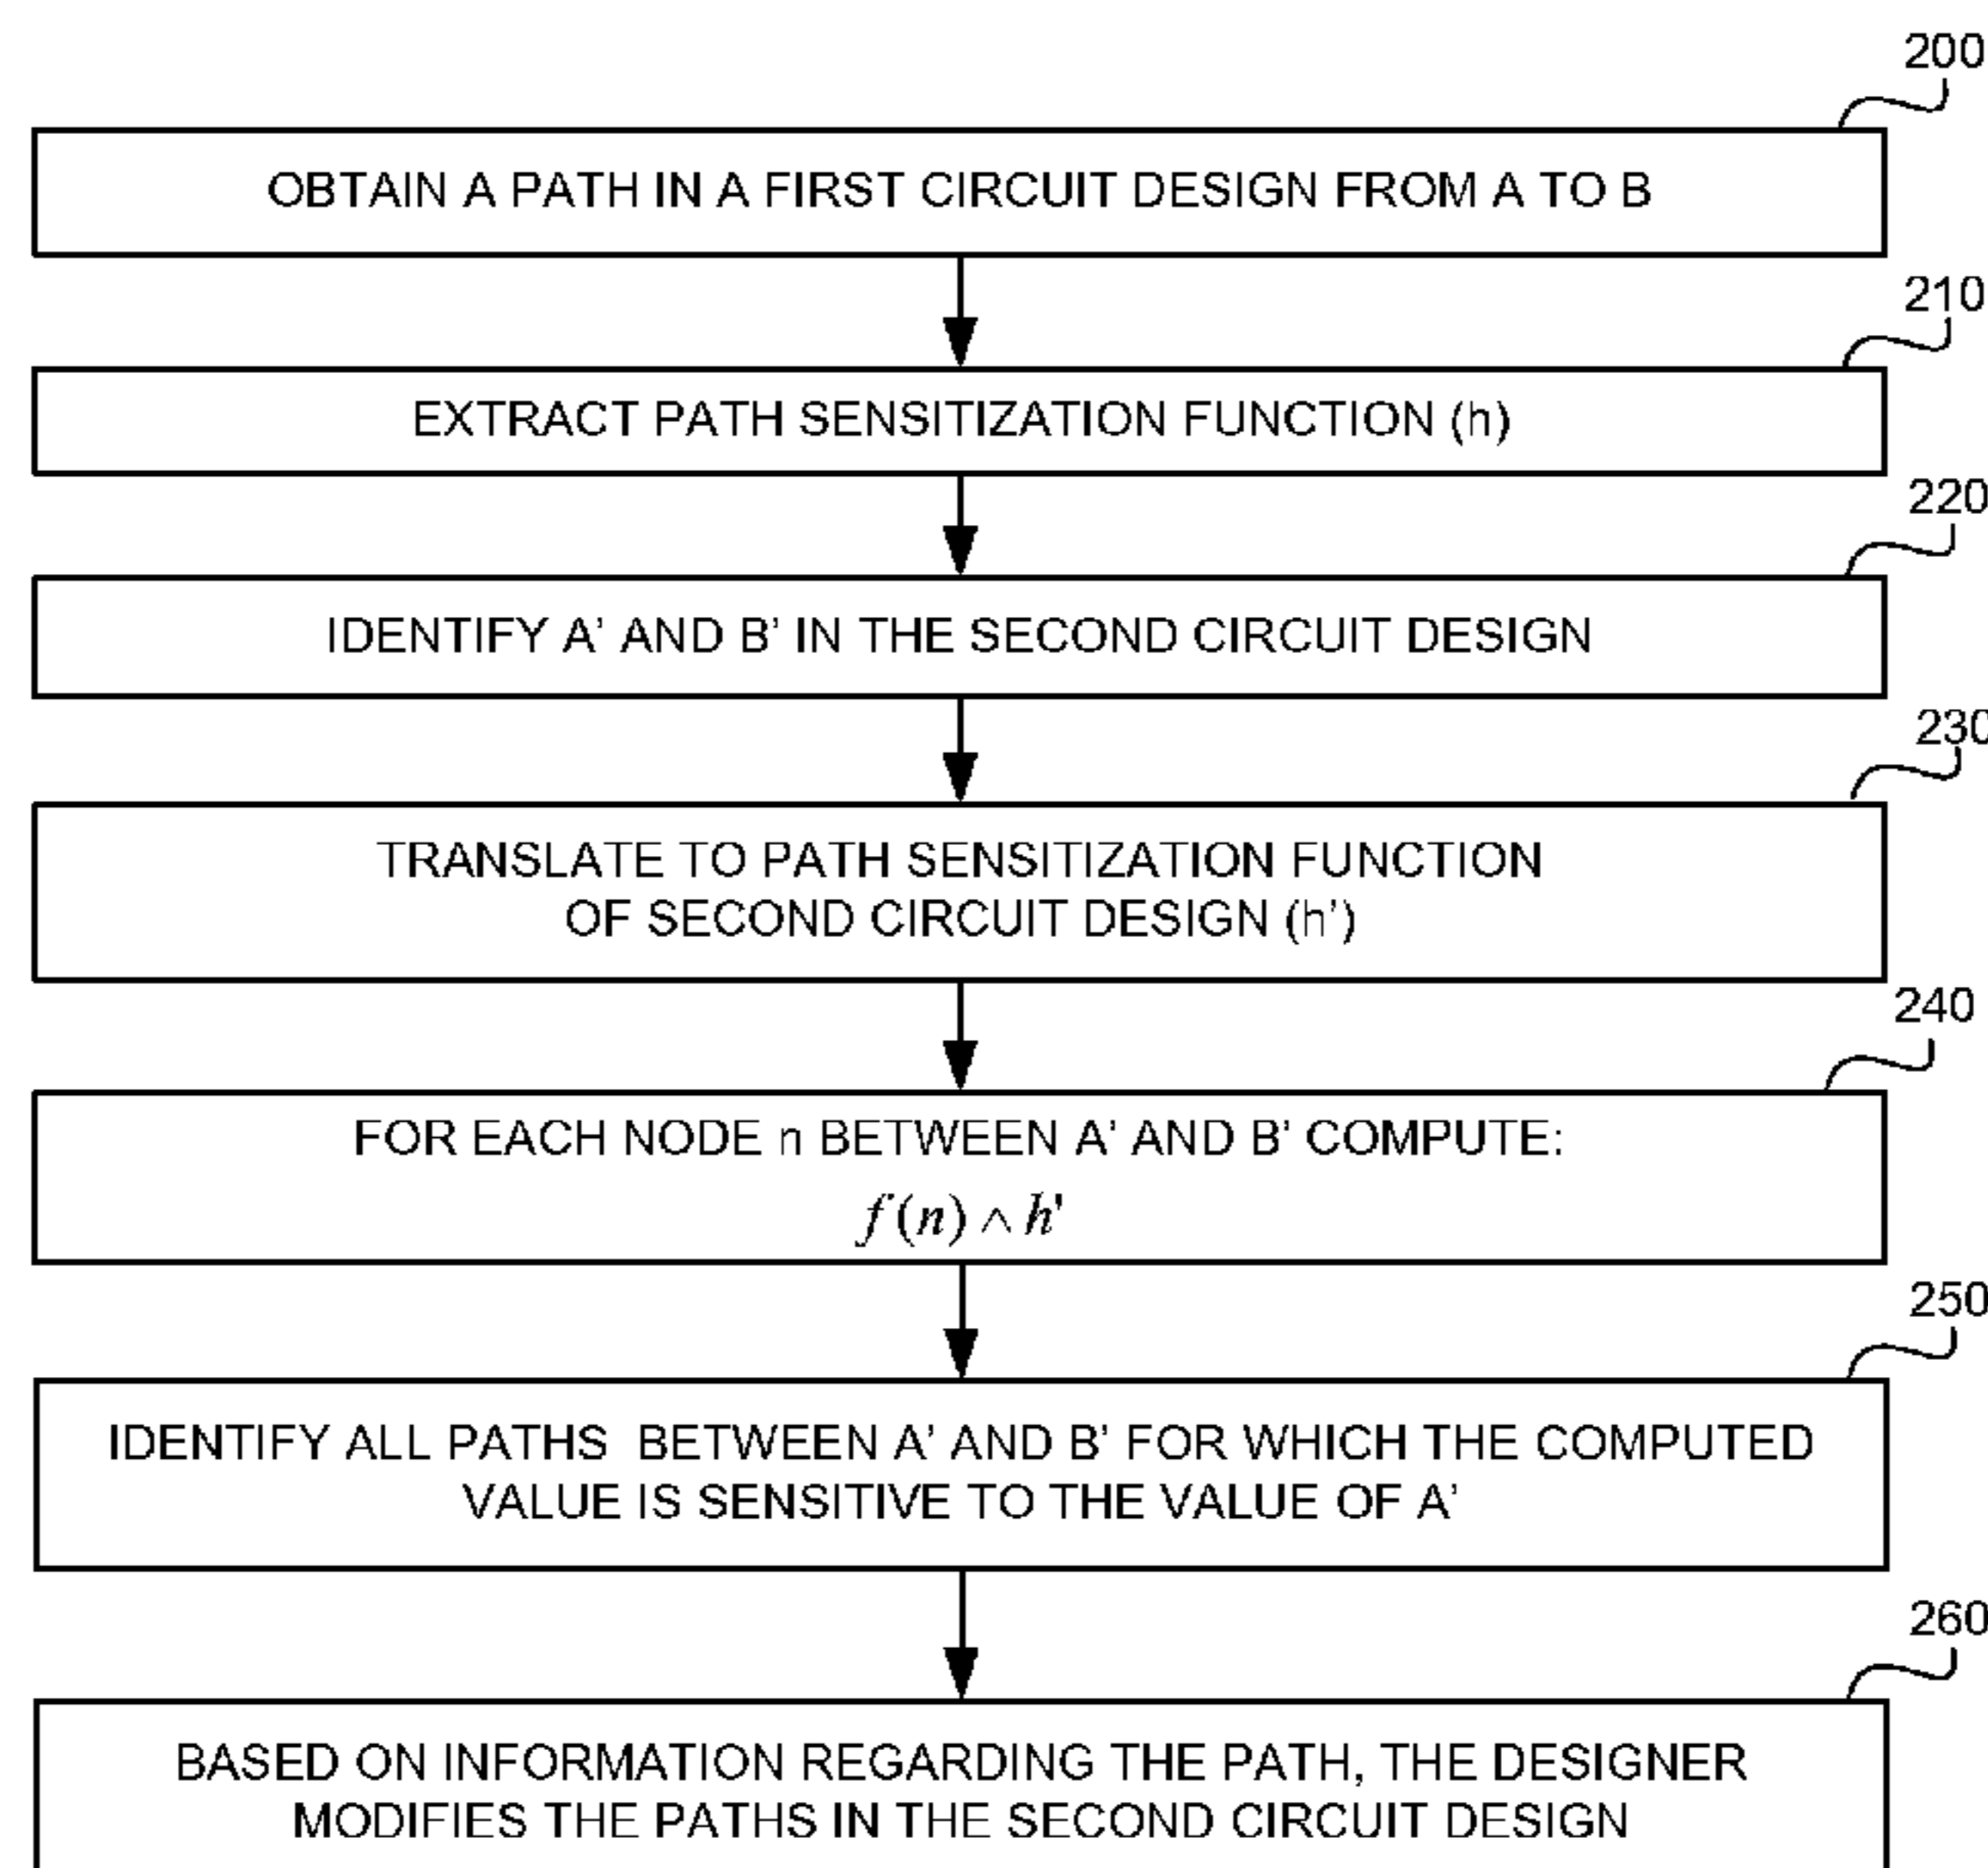 200
OBTAIN A PATH IN A FIRST CIRCUIT DESIGN FROM A TO B
210
EXTRACT PATH SENSITIZATION FUNCTION (h)
220
IDENTIFY A' AND B' IN THE SECOND CIRCUIT DESIGN
230
TRANSLATE TO PATH SENSITIZATION FUNCTION
OF SECOND CIRCUIT DESIGN (h')
240
FOR EACH NODE n BETWEEN A' AND B' COMPUTE:
f(n) ∧ h'
250
IDENTIFY ALL PATHS BETWEEN A' AND B' FOR WHICH THE COMPUTED
VALUE IS SENSITIVE TO THE VALUE OF A'
260
BASED ON INFORMATION REGARDING THE PATH, THE DESIGNER
MODIFIES THE PATHS IN THE SECOND CIRCUIT DESIGN